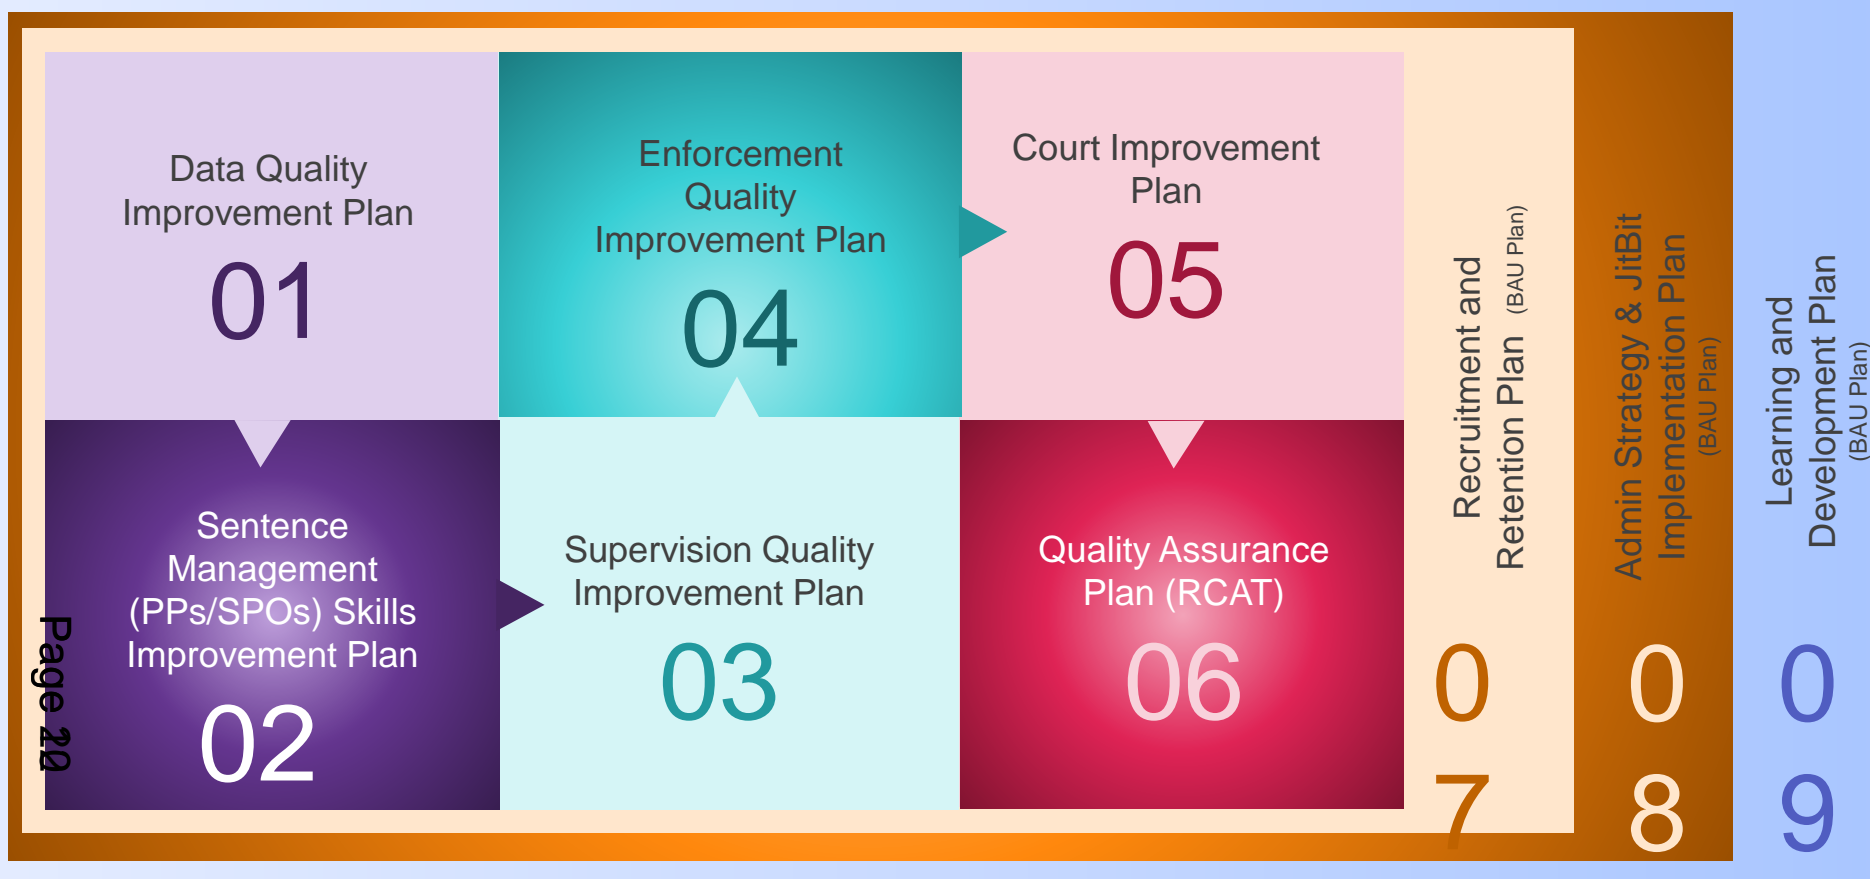 Data Quality
Improvement Plan
01
Sentence
Management
(PPs/SPOs) Skills
Improvement Plan
02
Supervision Quality
Improvement Plan
03
Enforcement
Quality
Improvement Plan
04
Court Improvement
Plan
05
Quality Assurance
Plan (RCAT)
06
Recruitment and
Retention Plan (BAU Plan)
0
7
Admin Strategy & JitBit
Implementation Plan
(BAU Plan)
0
8
Learning and
Development Plan
(BAU Plan)
0
9
Page